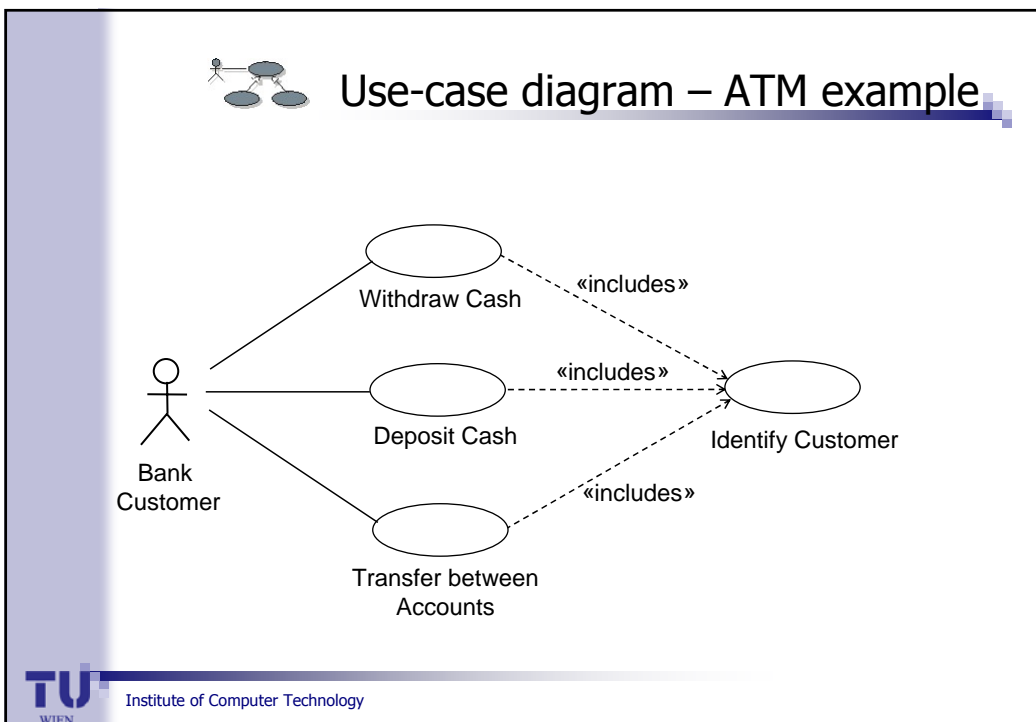 Use-case diagram – ATM example
Withdraw Cash
«includes»
Deposit Cash
«includes»
Identify Customer
Bank
Customer
«includes»
Transfer between
Accounts
TU
WIEN
Institute of Computer Technology